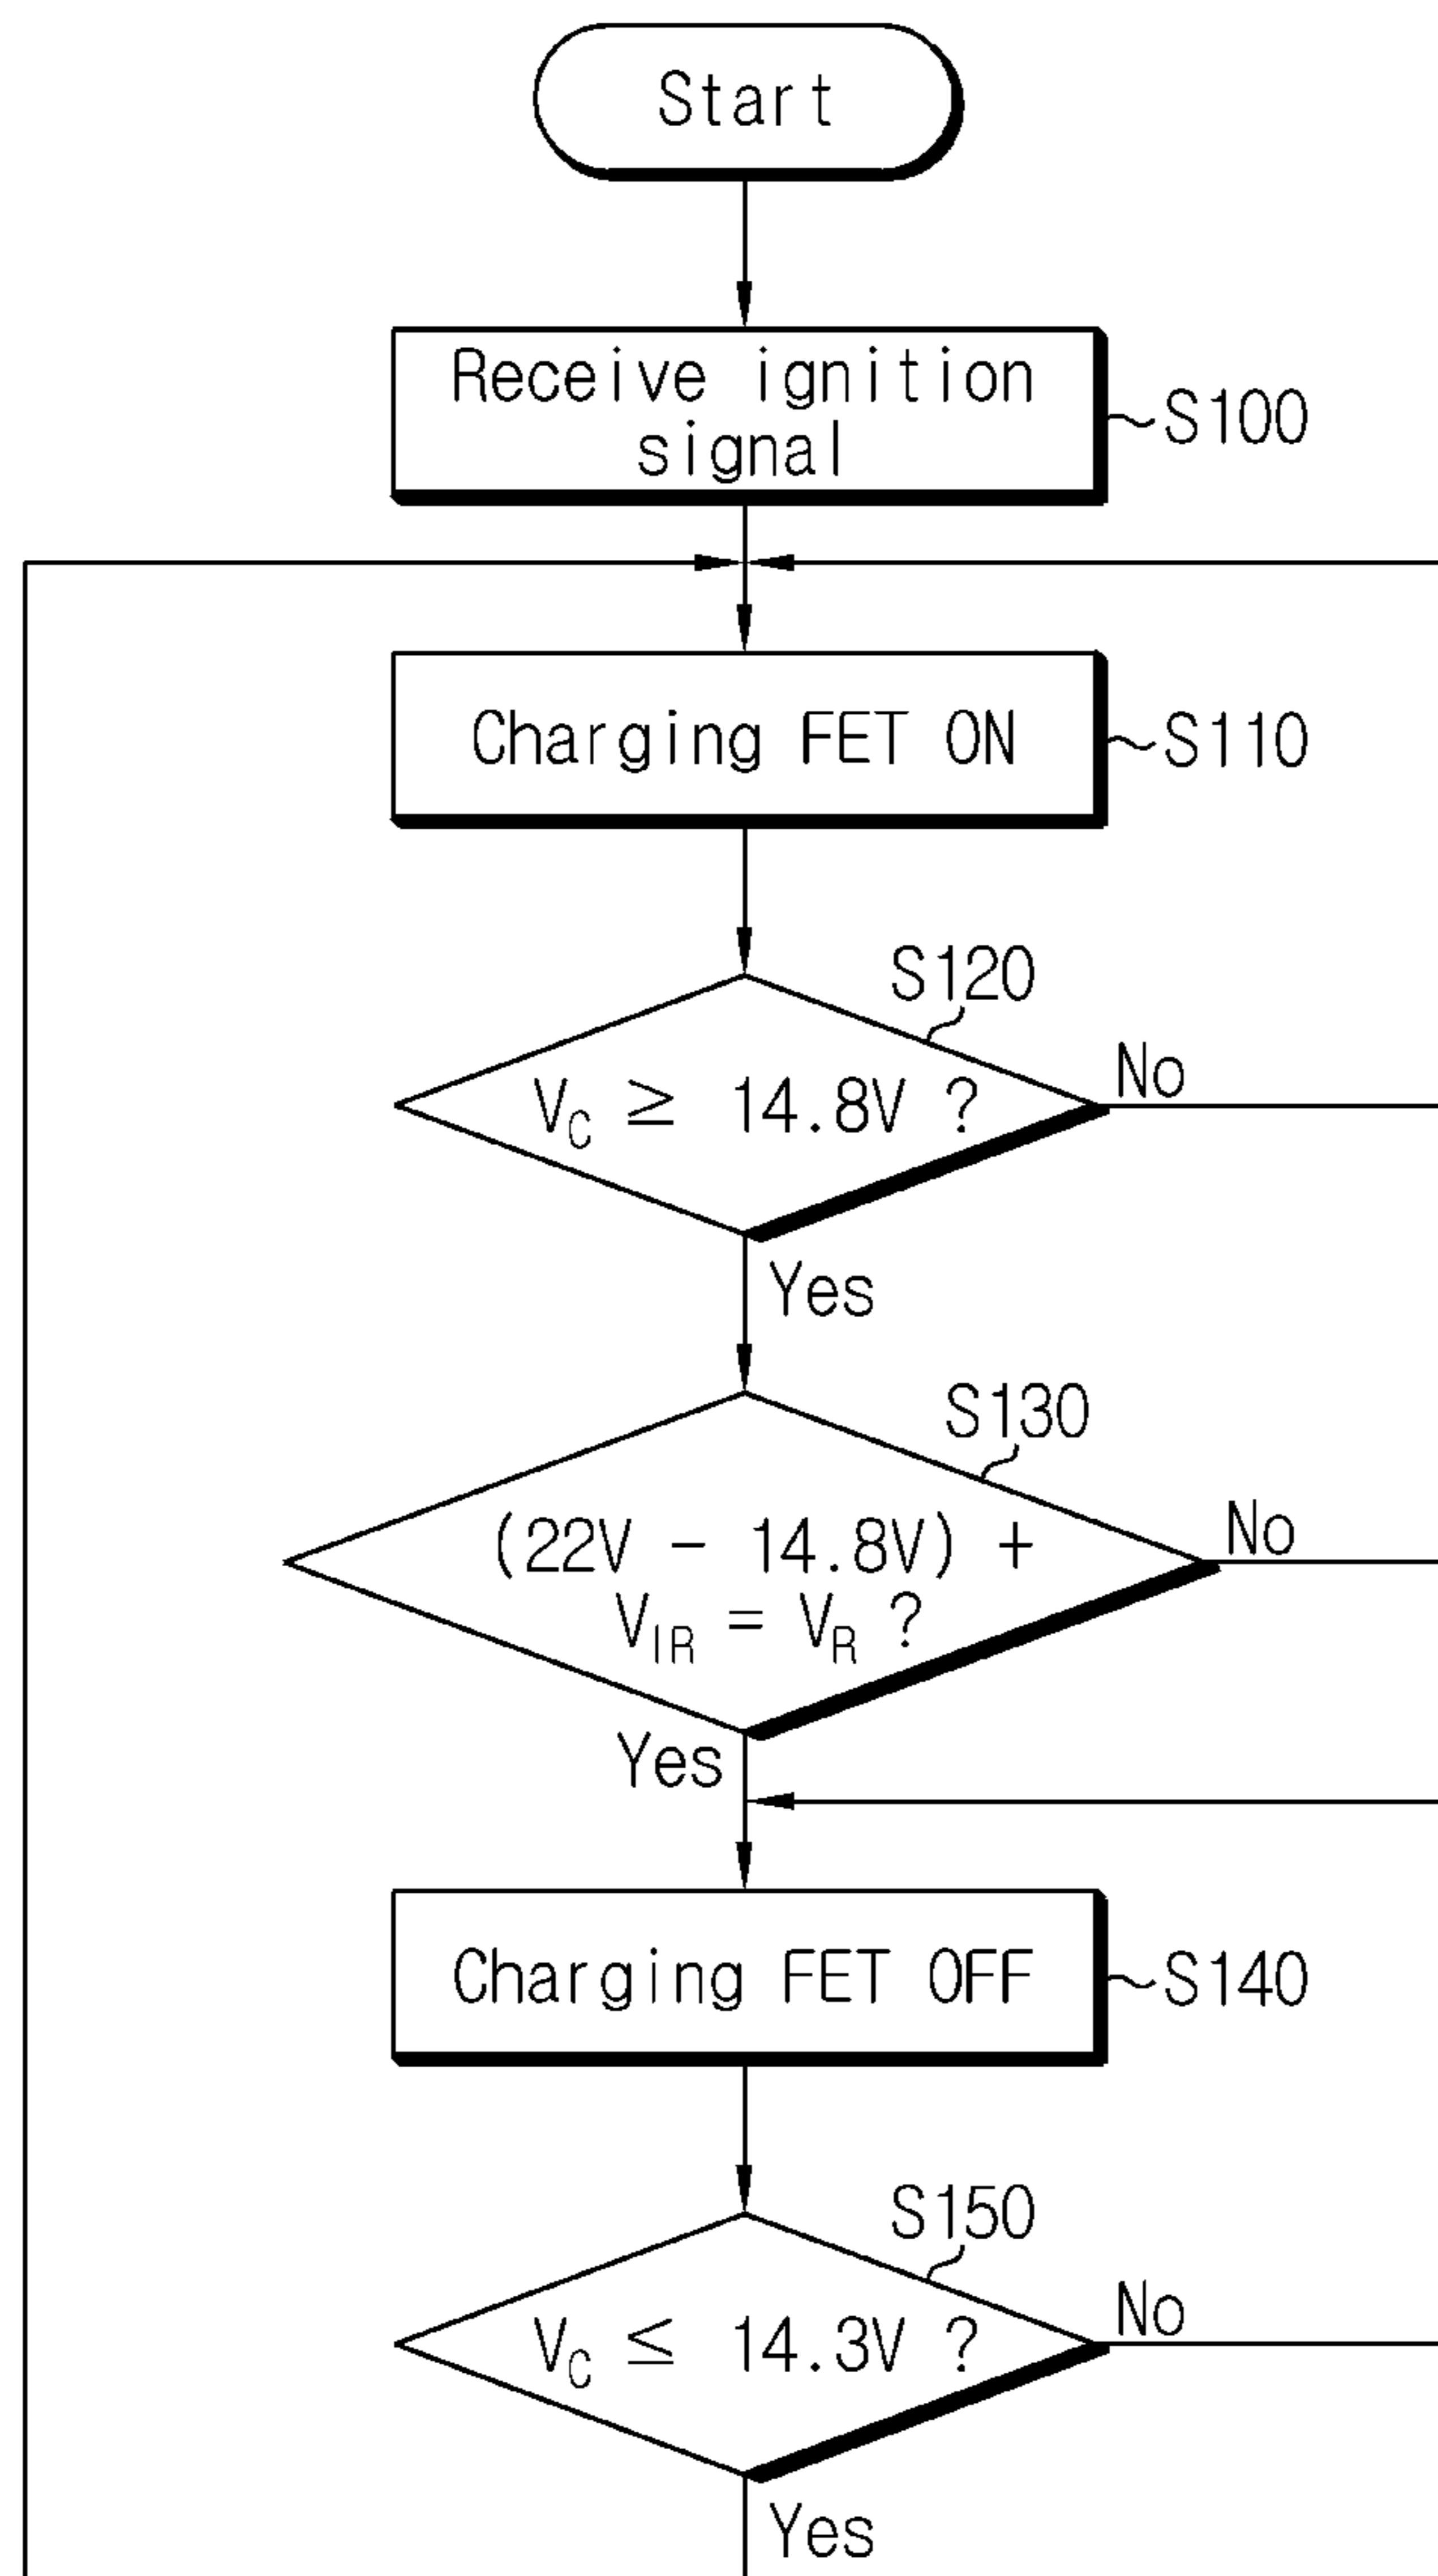 Start
Receive ignition
signal
S100
Charging FET ON
S110
S120
V_C ≥ 14.8V ?
No
Yes
S130
(22V - 14.8V) +
V_IR = V_R ?
No
Yes
Charging FET OFF
S140
S150
V_C ≤ 14.3V ?
No
Yes